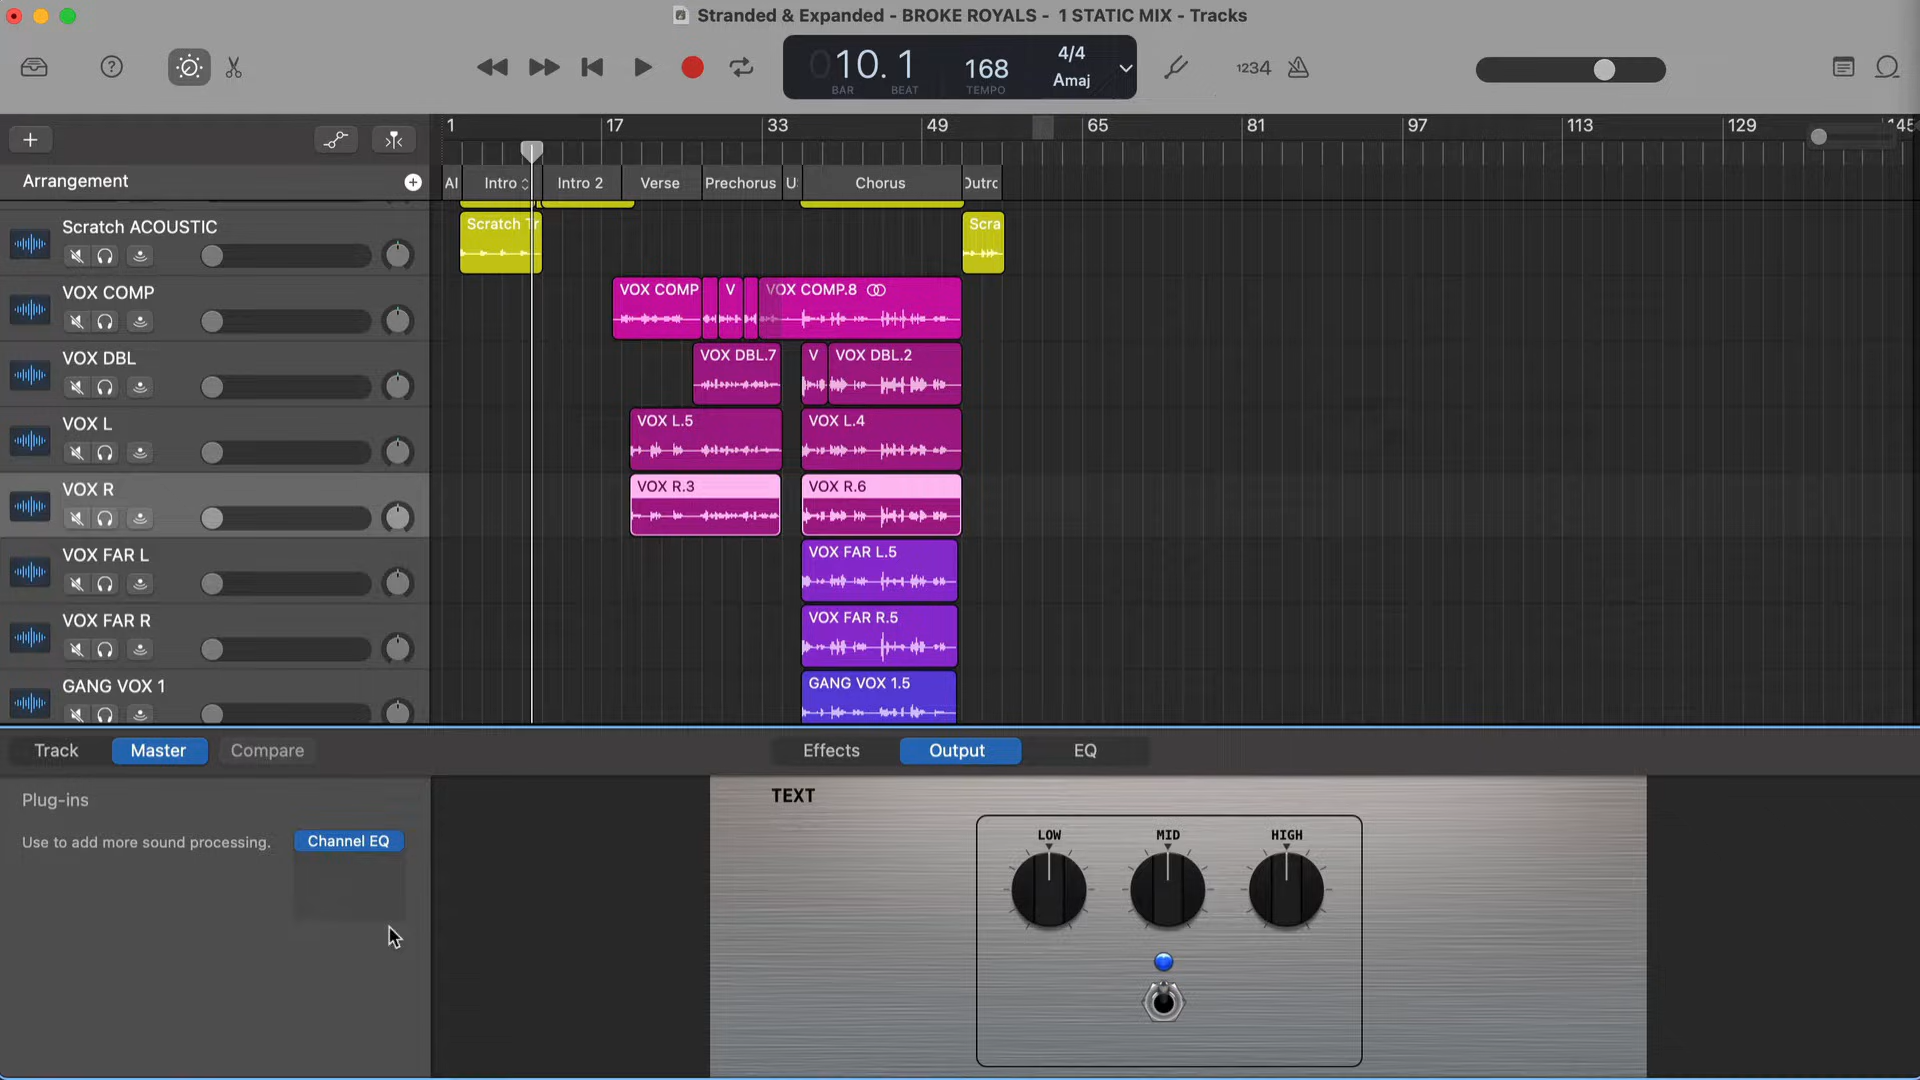 Stranded & Expanded - BROKE ROYALS - 1 STATIC MIX - Tracks
010. 1
BAR
BEAT
168
TEMPO
4/4
Amaj
1234
1
17
33
49
65
81
97
113
129
145
Arrangement
Intro
Intro 2
Verse
Prechorus
Chorus
Outro
Scratch ACOUSTIC
Scratch Tr
Scra
VOX COMP
VOX COMP
V
VOX COMP.8
VOX DBL
VOX DBL.7
V
VOX DBL.2
VOX L
VOX L.5
VOX L.4
VOX R
VOX R.3
VOX R.6
VOX FAR L
VOX FAR L.5
VOX FAR R
VOX FAR R.5
GANG VOX 1
GANG VOX 1.5
Track
Master
Compare
Effects
Output
EQ
Plug-ins
Use to add more sound processing.
Channel EQ
TEXT
LOW
MID
HIGH